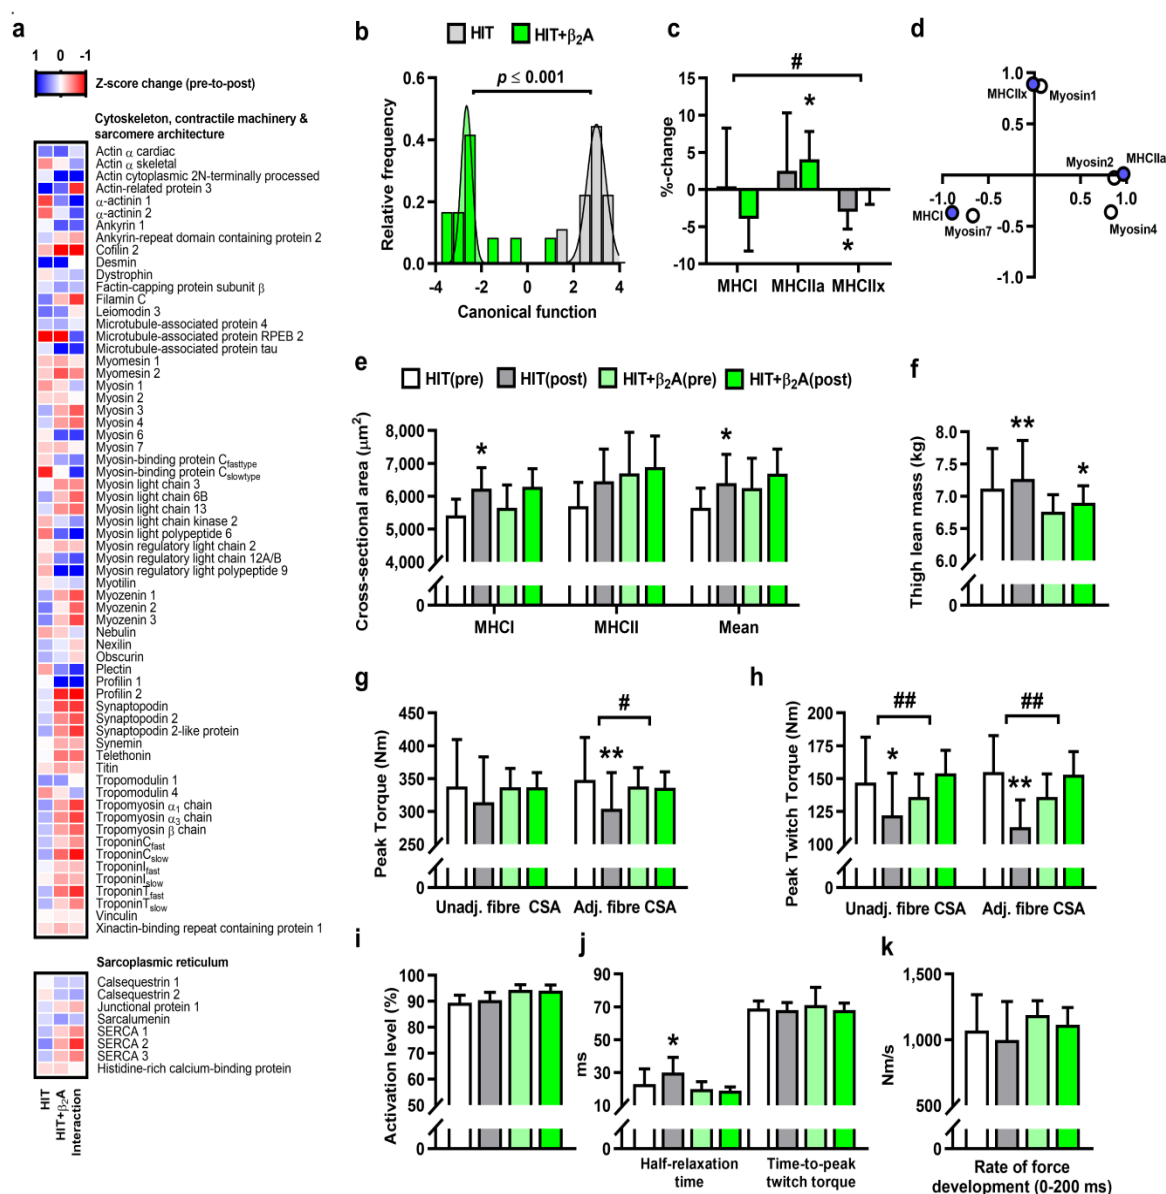 a
1 0 -1
Z-score change (pre-to-post)
Cytoskeleton, contractile machinery &
sarcomere architecture
Actin α cardiac
Actin α skeletal
Actin cytoplasmic 2N-terminally processed
Actin-related protein 3
α-actinin 1
α-actinin 2
Ankyrin 1
Ankyrin-repeat domain containing protein 2
Cofilin 2
Desmin
Dystrophin
Factin-capping protein subunit β
Filamin C
Leiomodin 3
Microtubule-associated protein 4
Microtubule-associated protein RPEB 2
Microtubule-associated protein tau
Myomesin 1
Myomesin 2
Myosin 1
Myosin 2
Myosin 3
Myosin 4
Myosin 6
Myosin 7
Myosin-binding protein Cfasttype
Myosin-binding protein Cslowtype
Myosin light chain 3
Myosin light chain 6B
Myosin light chain 13
Myosin light chain kinase 2
Myosin light polypeptide 6
Myosin regulatory light chain 2
Myosin regulatory light chain 12A/B
Myosin regulatory light polypeptide 9
Myotilin
Myozenin 1
Myozenin 2
Myozenin 3
Nebulin
Nexilin
Obscurin
Plectin
Profilin 1
Profilin 2
Synaptopodin
Synaptopodin 2
Synaptopodin 2-like protein
Synemin
Telethonin
Titin
Tropomodulin 1
Tropomodulin 4
Tropomyosin α1 chain
Tropomyosin α3 chain
Tropomyosin β chain
TroponinCfast
TroponinCslow
TroponinIfast
TroponinIslow
TroponinTfast
TroponinTslow
Vinculin
Xinactin-binding repeat containing protein 1
Sarcoplasmic reticulum
Calsequestrin 1
Calsequestrin 2
Junctional protein 1
Sarcalumenin
SERCA 1
SERCA 2
SERCA 3
Histidine-rich calcium-binding protein
HIT
HIT+β2A
Interaction
b
HIT HIT+β2A
p ≤ 0.001
Relative frequency
0.6
0.4
0.2
0.0
-4 -2 0 2 4
Canonical function
c
#
%-change
15
10
5
0
-5
-10
*
*
MHCI MHCIIa MHCIIx
d
1.0
0.5
-0.5
-1.0
-1.0 -0.5 0.5 1.0
MHCIIx Myosin1
Myosin2 MHCIIa
MHCI
Myosin7
Myosin4
e
HIT(pre) HIT(post) HIT+β2A(pre) HIT+β2A(post)
Cross-sectional area (μm2)
8,000
7,000
6,000
5,000
4,000
0
*
*
MHCI MHCII Mean
f
Thigh lean mass (kg)
8.0
7.5
7.0
6.5
6.0
0
**
*
g
Peak Torque (Nm)
450
400
350
300
250
0
#
**
Unadj. fibre CSA Adj. fibre CSA
h
Peak Twitch Torque (Nm)
200
175
150
125
100
0
## ##
*
**
Unadj. fibre CSA Adj. fibre CSA
i
Activation level (%)
100
90
80
70
60
50
0
j
ms
90
70
50
30
10
0
*
Half-relaxation
time
Time-to-peak
twitch torque
k
Nm/s
1,500
1,000
500
0
Rate of force
development (0-200 ms)